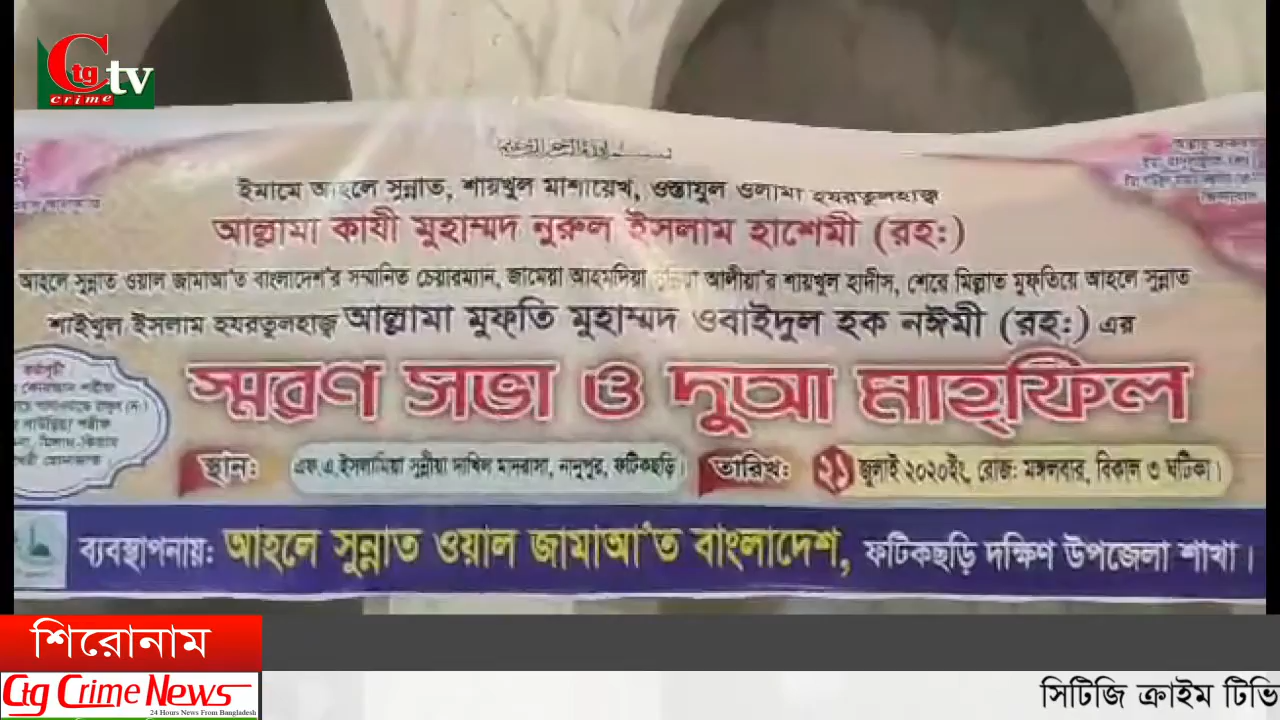 Ctg tv
crime
ইমামে আহলে সুন্নাত, শায়খুল মাশায়েখ, ওস্তাযুল ওলামা হযরতুলহাজ্ব
আল্লামা কাযী মুহাম্মদ নুরুল ইসলাম হাশেমী (রহ:)
আহলে সুন্নাত ওয়াল জামাআ'ত বাংলাদেশ'র সম্মানিত চেয়ারম্যান, জামেয়া আহমদিয়া আলীয়া'র শায়খুল হাদীস, শেরে মিল্লাত মুফ্তিয়ে আহলে সুন্নাত
শাইখুল ইসলাম হযরতুলহাজ্ব আল্লামা মুফ্তি মুহাম্মদ ওবাইদুল হক নঈমী (রহ:) এর
স্মরণ সভা ও দুআ মাহ্ফিল
কর্মসূচী
স্থান: এফ.এ.ইসলামিয়া সুন্নীয়া দাখিল মাদরাসা, নানুপুর, ফটিকছড়ি। তারিখ: ২১ জুলাই ২০২০ইং, রোজ: মঙ্গলবার, বিকাল ৩ ঘটিকা।
ব্যবস্থাপনায়: আহলে সুন্নাত ওয়াল জামাআ'ত বাংলাদেশ, ফটিকছড়ি দক্ষিণ উপজেলা শাখা।
শিরোনাম
Ctg Crime News
24 Hours News From Bangladesh
সিটিজি ক্রাইম টিভি